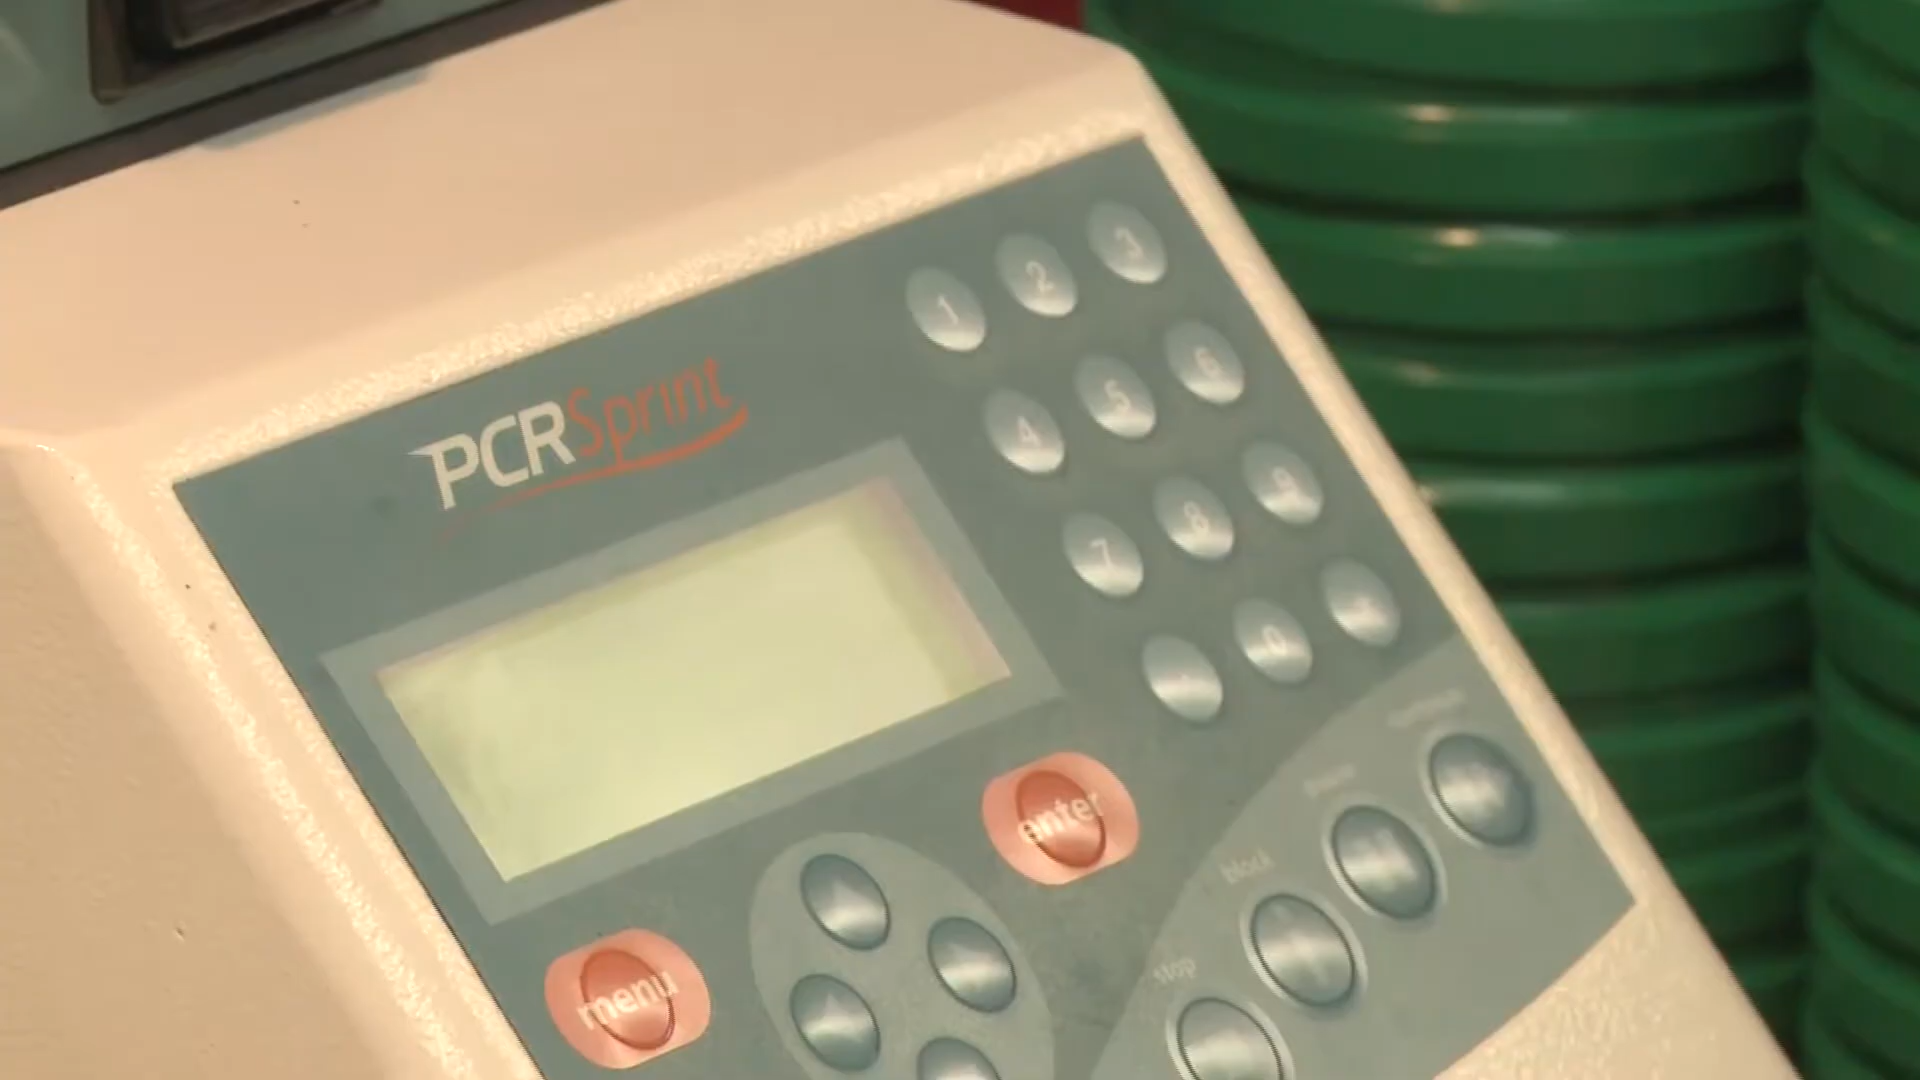 PCRSprint
1 2 3
4 5 6
7 8 9
. 0
enter
menu
block
stop